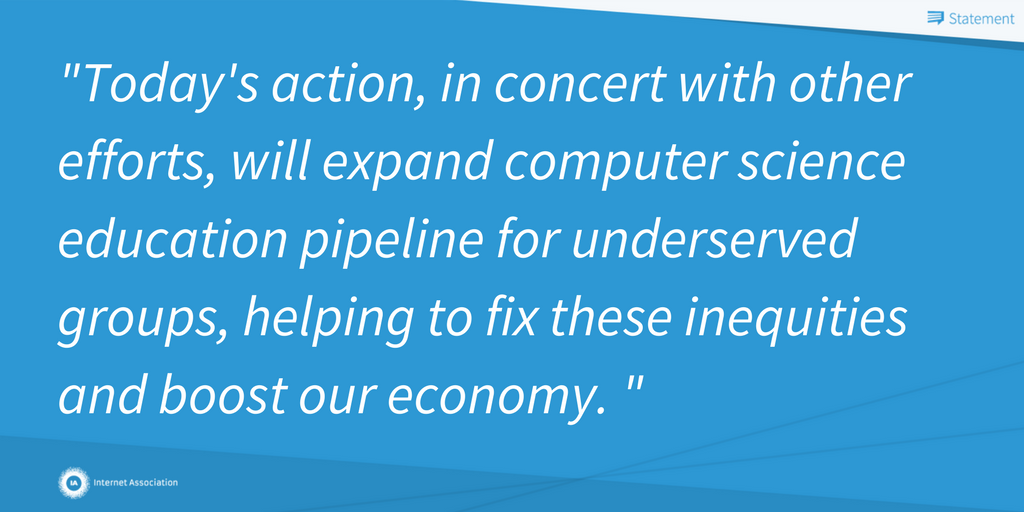 Statement
"Today's action, in concert with other
efforts, will expand computer science
education pipeline for underserved
groups, helping to fix these inequities
and boost our economy. "
IA
Internet Association